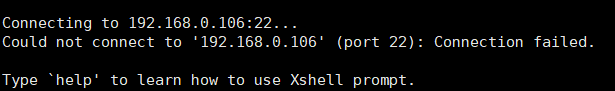 Connecting to 192.168.0.106:22...
Could not connect to '192.168.0.106' (port 22): Connection failed.
Type `help' to learn how to use Xshell prompt.